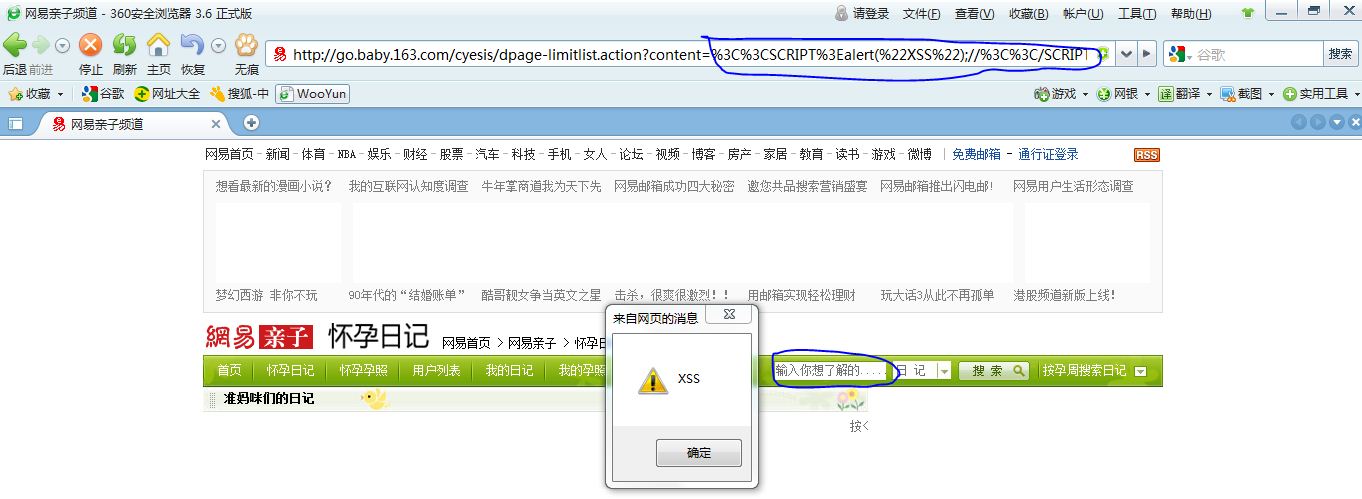 网易亲子频道 - 360安全浏览器 3.6 正式版 请登录 文件(F) 查看(V) 收藏(B) 帐户(U) 工具(T) 帮助(H)
后退 前进 停止 刷新 主页 恢复 无痕 http://go.baby.163.com/cyesis/dpage-limitlist.action?content=%3C%3CSCRIPT%3Ealert(%22XSS%22);//%3C%3C/SCRIPT 谷歌 搜索
收藏 谷歌 网址大全 搜狐-中 WooYun 游戏 网银 翻译 截图 实用工具
网易亲子频道
网易首页 - 新闻 - 体育 - NBA - 娱乐 - 财经 - 股票 - 汽车 - 科技 - 手机 - 女人 - 论坛 - 视频 - 博客 - 房产 - 家居 - 教育 - 读书 - 游戏 - 微博 | 免费邮箱 - 通行证登录 RSS
想看最新的漫画小说? 我的互联网认知度调查 牛年掌商道我为天下先 网易邮箱成功四大秘密 邀您共品搜索营销盛宴 网易邮箱推出闪电邮! 网易用户生活形态调查
梦幻西游 非你不玩 90年代的“结婚账单” 酷哥靓女争当英文之星 击杀，很爽很激烈！！ 用邮箱实现轻松理财 玩大话3从此不再孤单 港股频道新版上线!
来自网页的消息
XSS
确定
網易 亲子 怀孕日记 网易首页 > 网易亲子 > 怀孕日
首页 怀孕日记 怀孕孕照 用户列表 我的日记 我的孕照 输入你想了解的..... 日 记 搜 索 按孕周搜索日记
准妈咪们的日记
按<